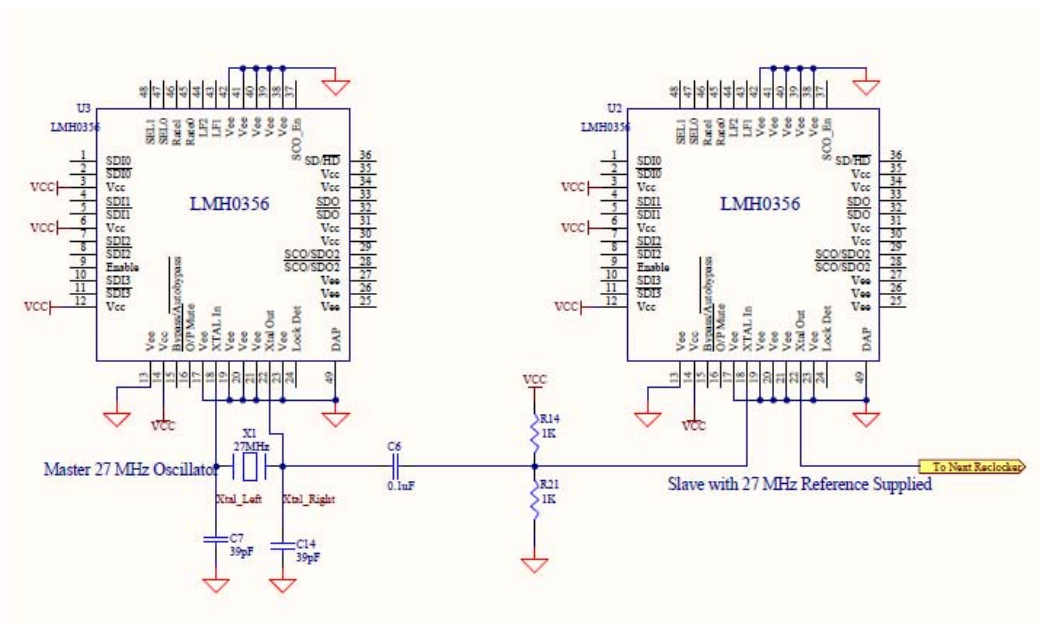 48 47 46 45 44 43 42 41 40 39 38 37
U3
LMH0356
SEL1 SEL0 Rate1 Rate0 LF2 LF1 Vee Vee Vee Vee Vee SCO_En
1 SDI0
2 SDI0
VCC 3 Vcc
4 SDI1
5 SDI1
VCC 6 Vcc
7 SDI2
8 SDI2
9 Enable
10 SDI3
11 SDI3
VCC 12 Vcc
LMH0356
SD/HD 36
Vcc 35
Vcc 34
SDO 33
SDO 32
Vcc 31
Vcc 30
SCO/SDO2 29
SCO/SDO2 28
Vee 27
Vee 26
Vee 25
Vee Vcc Bypass/Autobypass O/P Mute Vee XTAL In Vee Vee Vee Xtal Out Vee Lock Det DAP
13 14 15 16 17 18 19 20 21 22 23 24 49
VCC
48 47 46 45 44 43 42 41 40 39 38 37
U2
LMH0356
SEL1 SEL0 Rate1 Rate0 LF2 LF1 Vee Vee Vee Vee Vee SCO_En
1 SDI0
2 SDI0
VCC 3 Vcc
4 SDI1
5 SDI1
VCC 6 Vcc
7 SDI2
8 SDI2
9 Enable
10 SDI3
11 SDI3
VCC 12 Vcc
LMH0356
SD/HD 36
Vcc 35
Vcc 34
SDO 33
SDO 32
Vcc 31
Vcc 30
SCO/SDO2 29
SCO/SDO2 28
Vee 27
Vee 26
Vee 25
Vee Vcc Bypass/Autobypass O/P Mute Vee XTAL In Vee Vee Vee Xtal Out Vee Lock Det DAP
13 14 15 16 17 18 19 20 21 22 23 24 49
VCC
X1
27MHz
Master 27 MHz Oscillator
Xtal_Left
Xtal_Right
C7
39pF
C14
39pF
C6
0.1uF
VCC
R14
1K
R21
1K
Slave with 27 MHz Reference Supplied
To Next Reclocker